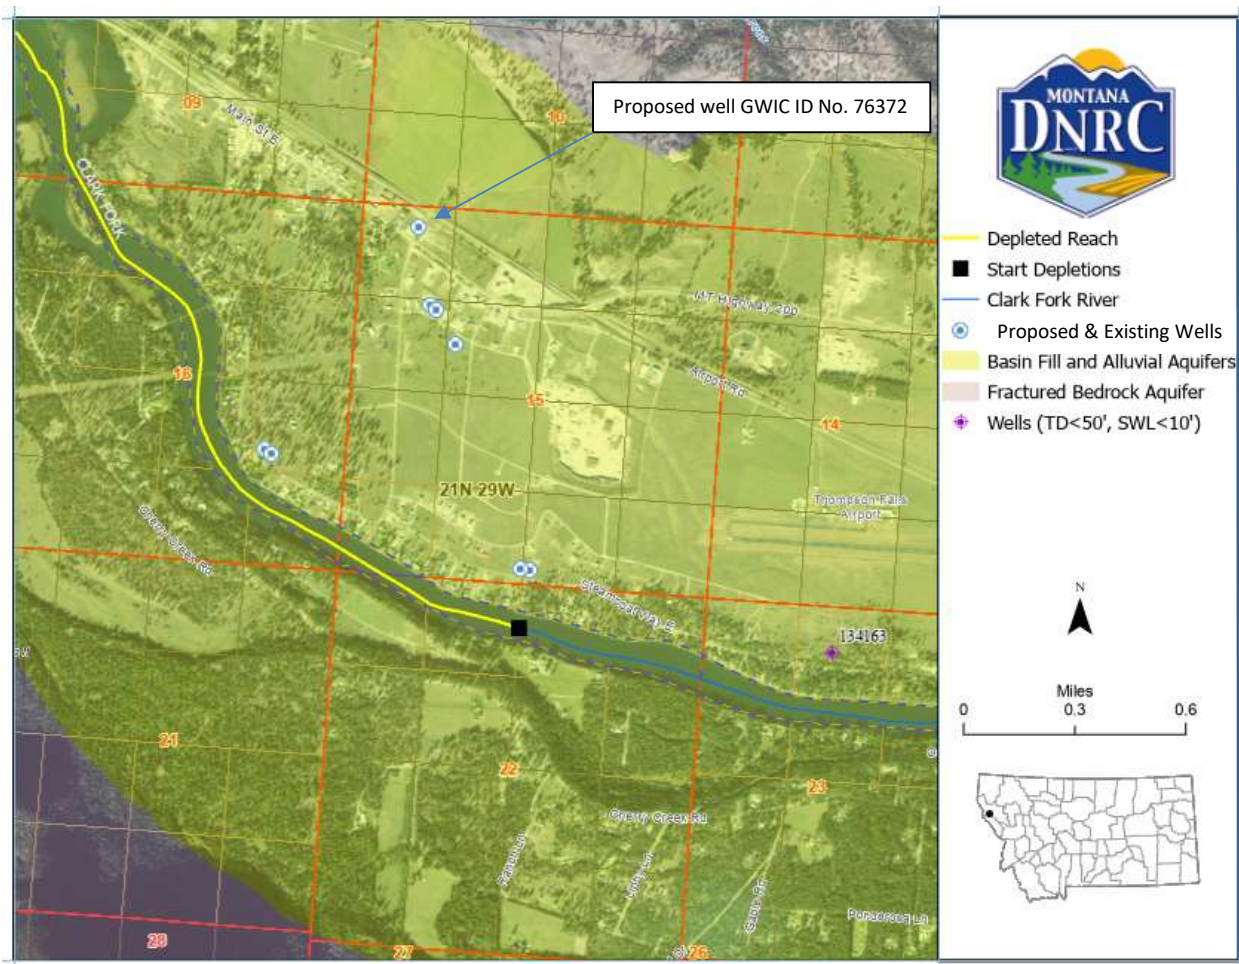 09
Main St E
10
Proposed well GWIC ID No. 76372
MONTANA
DNRC
CLARK FORK
Depleted Reach
Start Depletions
Clark Fork River
Proposed & Existing Wells
Basin Fill and Alluvial Aquifers
Fractured Bedrock Aquifer
Wells (TD<50', SWL<10')
MT Highway 200
16
Airport Rd
15
14
21N 29W
Thompson Falls
Airport
Cherry Creek Rd
Steamboat Way E
134163
N
Miles
0 0.3 0.6
21
22
23
Cherry Creek Rd
Ponderosa Ln
28
27
26